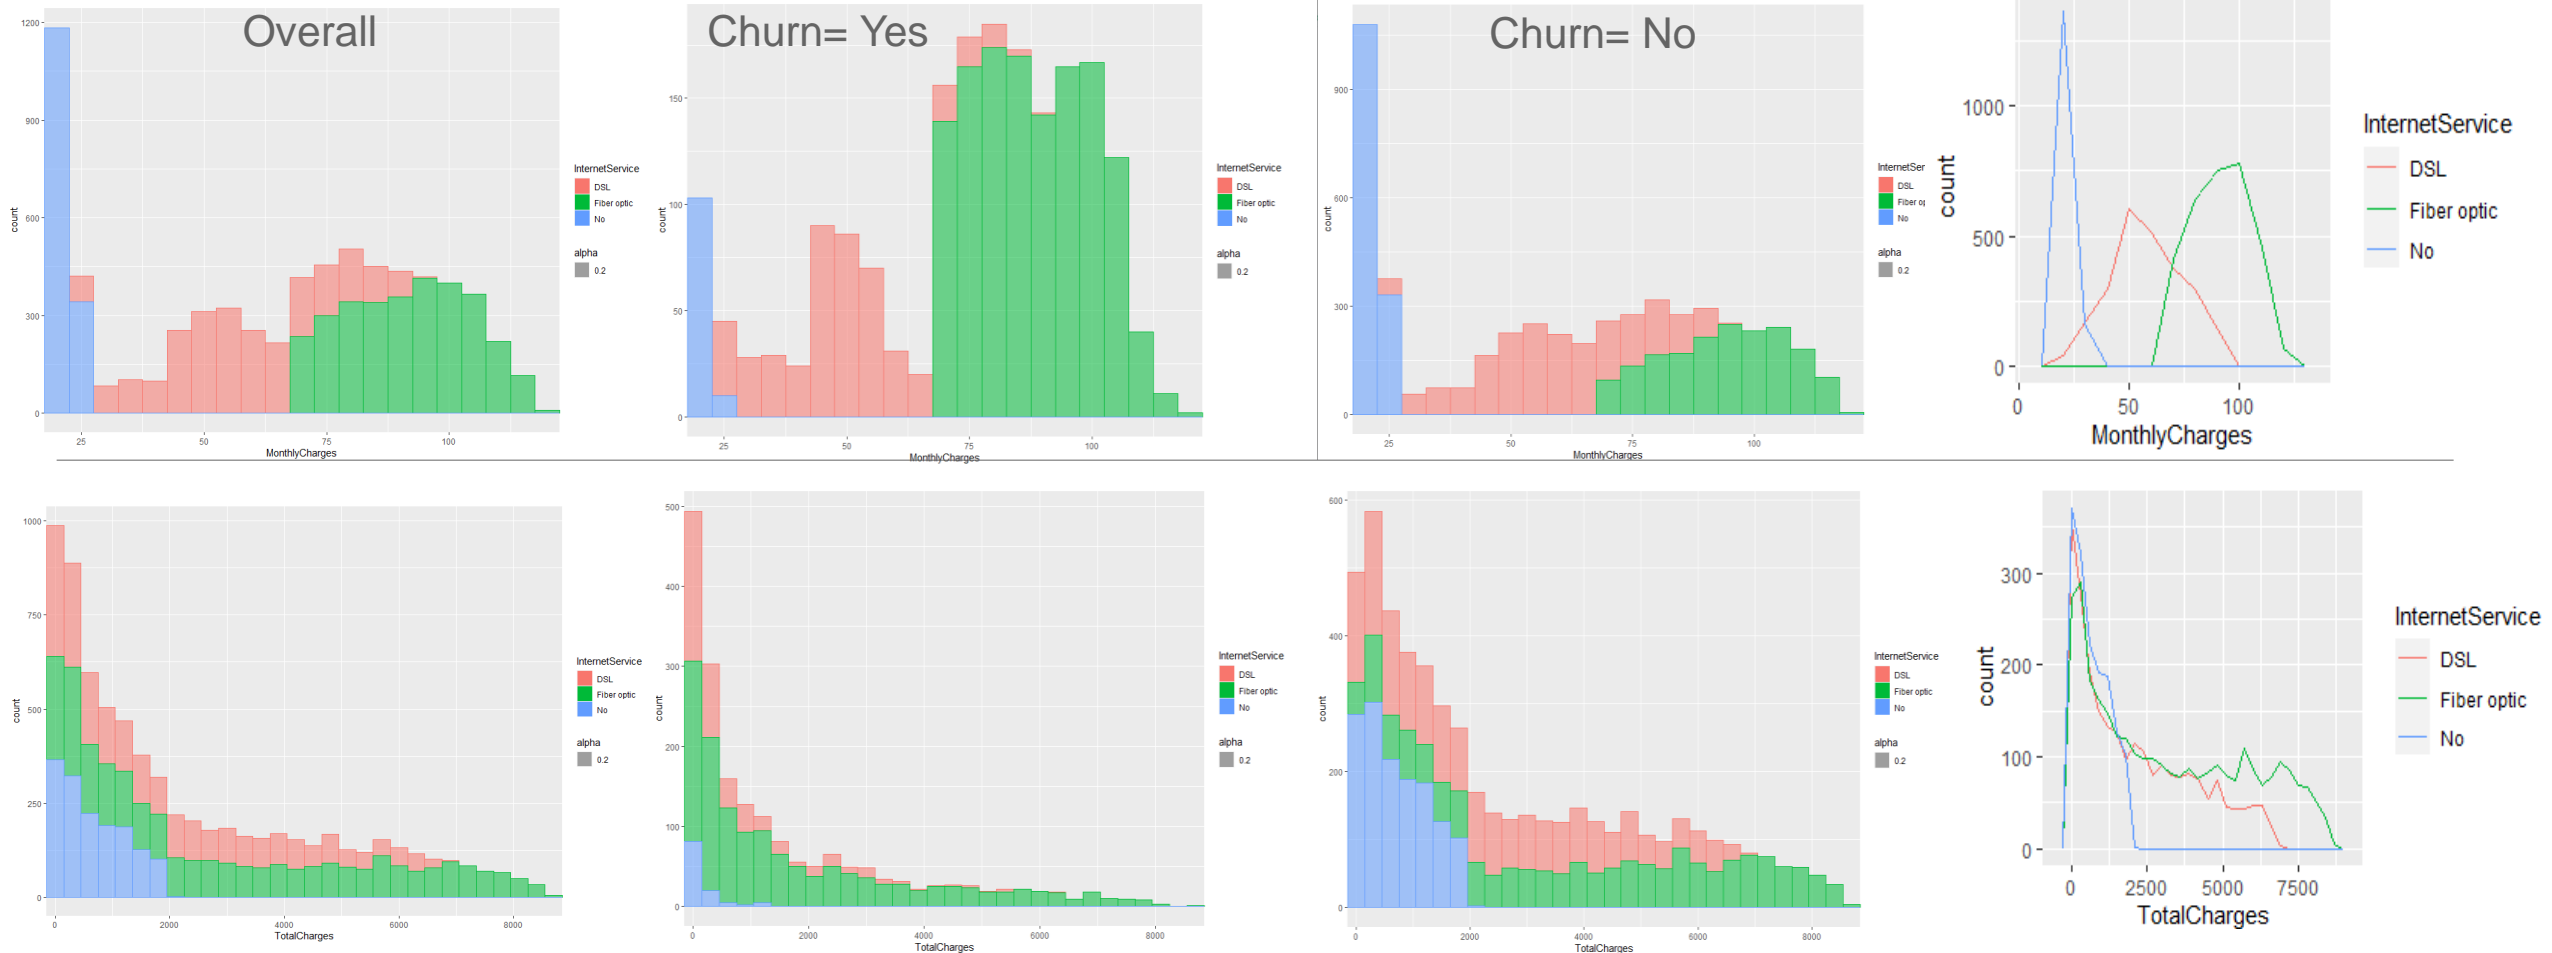 Overall
1200
900
600
300
0
count
25
50
75
100
MonthlyCharges
InternetService
DSL
Fiber optic
No
alpha
0.2
Churn= Yes
150
100
50
0
count
25
50
75
100
MonthlyCharges
InternetService
DSL
Fiber optic
No
alpha
0.2
Churn= No
900
600
300
0
count
25
50
75
100
MonthlyCharges
InternetSer
DSL
Fiber op
No
alpha
0.2
1000
500
0
count
0
50
100
MonthlyCharges
InternetService
DSL
Fiber optic
No
1000
750
500
250
0
count
0
2000
4000
6000
8000
TotalCharges
InternetService
DSL
Fiber optic
No
alpha
0.2
500
400
300
200
100
0
count
0
2000
4000
6000
8000
TotalCharges
InternetService
DSL
Fiber optic
No
alpha
0.2
600
400
200
0
count
0
2000
4000
6000
8000
TotalCharges
InternetService
DSL
Fiber optic
No
alpha
0.2
300
200
100
0
count
0
2500
5000
7500
TotalCharges
InternetService
DSL
Fiber optic
No